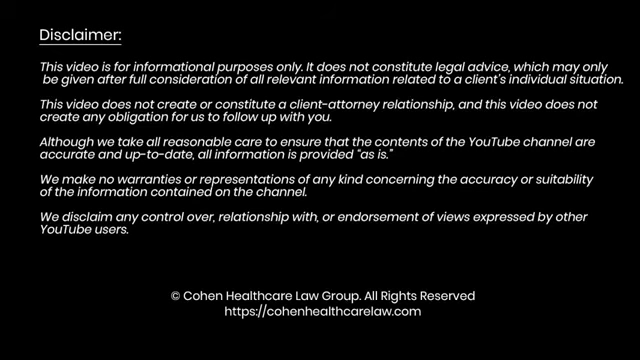 Disclaimer:
This video is for informational purposes only. It does not constitute legal advice, which may only
be given after full consideration of all relevant information related to a client's individual situation.
This video does not create or constitute a client-attorney relationship, and this video does not
create any obligation for us to follow up with you.
Although we take all reasonable care to ensure that the contents of the YouTube channel are
accurate and up-to-date, all information is provided “as is.”
We make no warranties or representations of any kind concerning the accuracy or suitability
of the information contained on the channel.
We disclaim any control over, relationship with, or endorsement of views expressed by other
YouTube users.
© Cohen Healthcare Law Group. All Rights Reserved
https://cohenhealthcarelaw.com